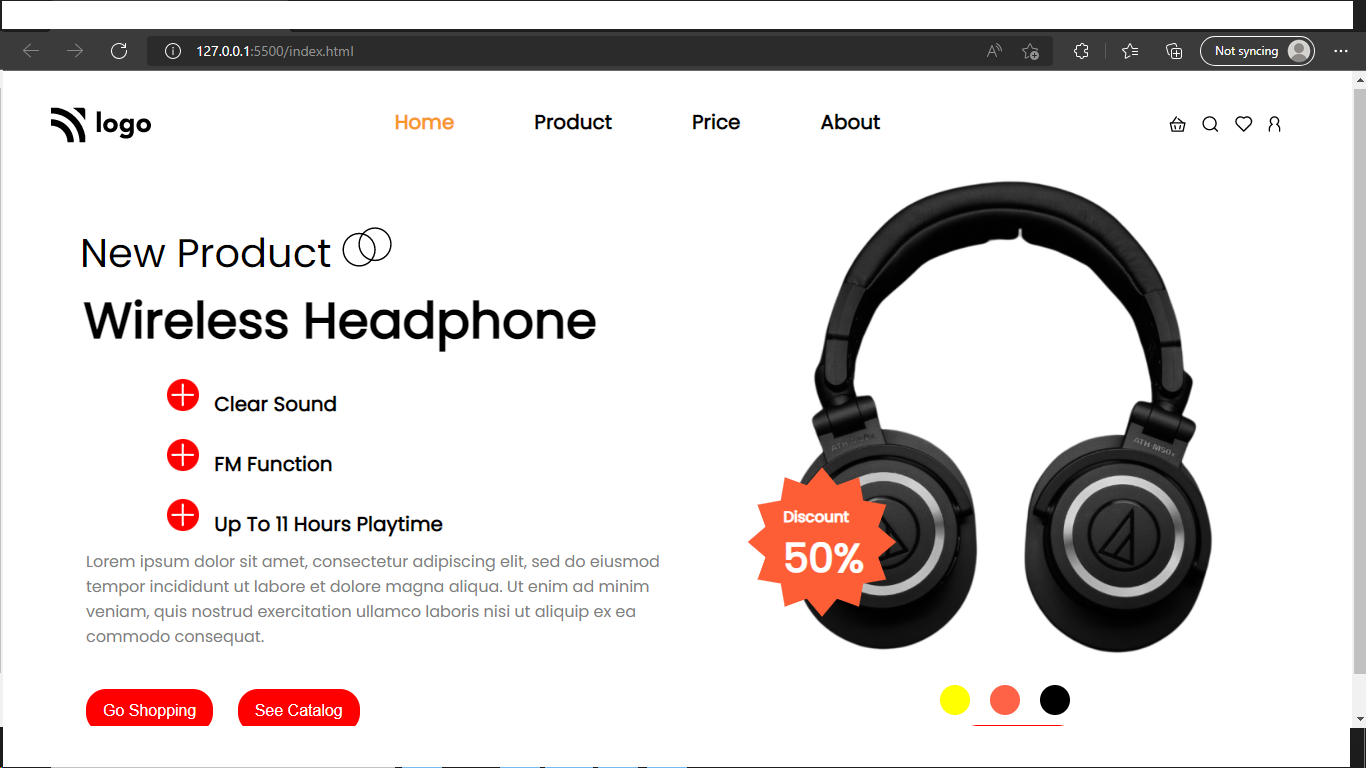 127.0.0.1:5500/index.html
Not syncing
logo
Home Product Price About
New Product
Wireless Headphone
Clear Sound
FM Function
Up To 11 Hours Playtime
Lorem ipsum dolor sit amet, consectetur adipiscing elit, sed do eiusmod
tempor incididunt ut labore et dolore magna aliqua. Ut enim ad minim
veniam, quis nostrud exercitation ullamco laboris nisi ut aliquip ex ea
commodo consequat.
Go Shopping See Catalog
ATH-M50x
Discount
50%